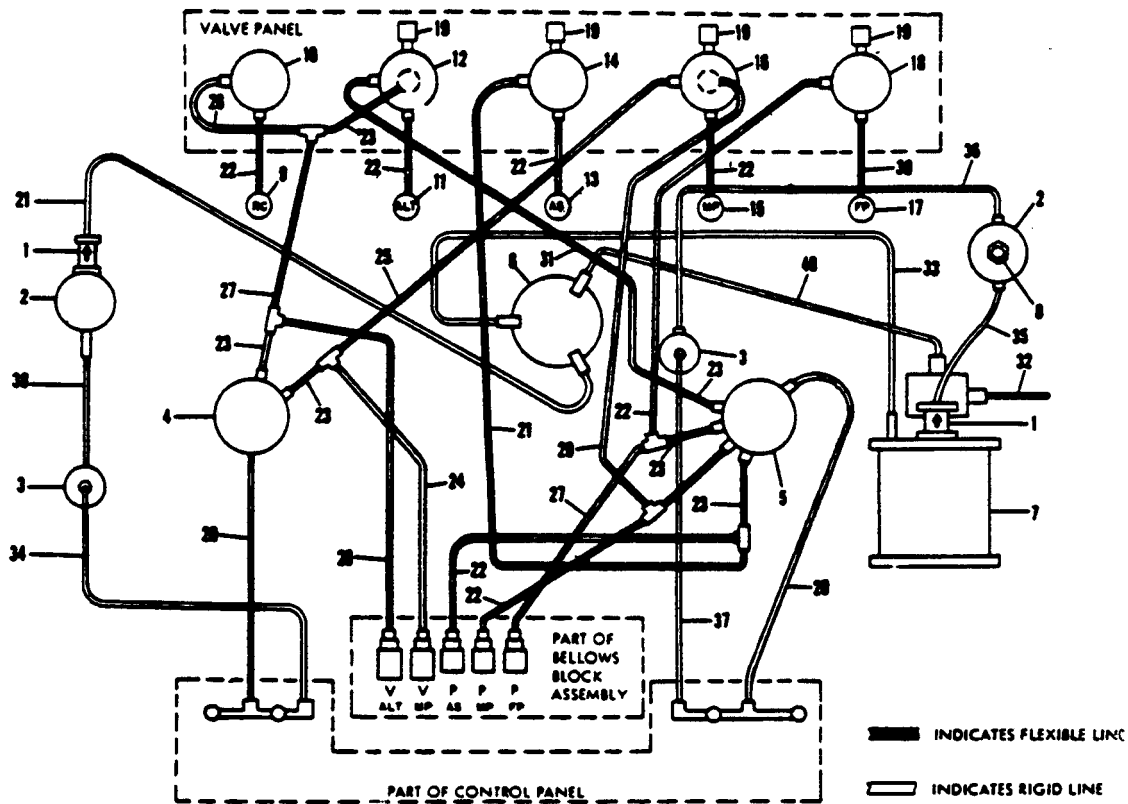 VALVE PANEL
19 19 19 19
10 12 14 16 18
26 23 22 36
22 22 22 30
RC 9 ALT 11 AS 13 MP 15 FP 17
21 2
1 25 31 6 40 33
2 8
27 35
3 32
23 23
38 4 23 22 1
21 29 23
24 5
3 27 23 7
20 28
34 22
22 37 28
PART OF
BELLOWS
BLOCK
ASSEMBLY
V V P P P
ALT MP AS MP FP
INDICATES FLEXIBLE LINE
PART OF CONTROL PANEL
INDICATES RIGID LINE